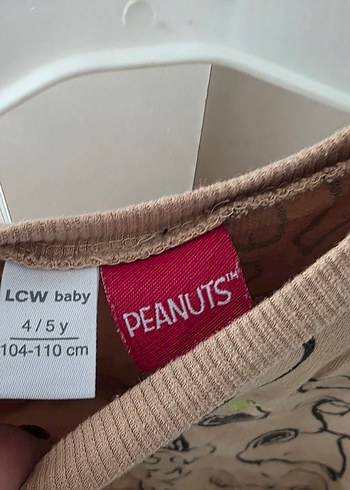 LCW baby
4 / 5 y
104-110 cm
PEANUTS™